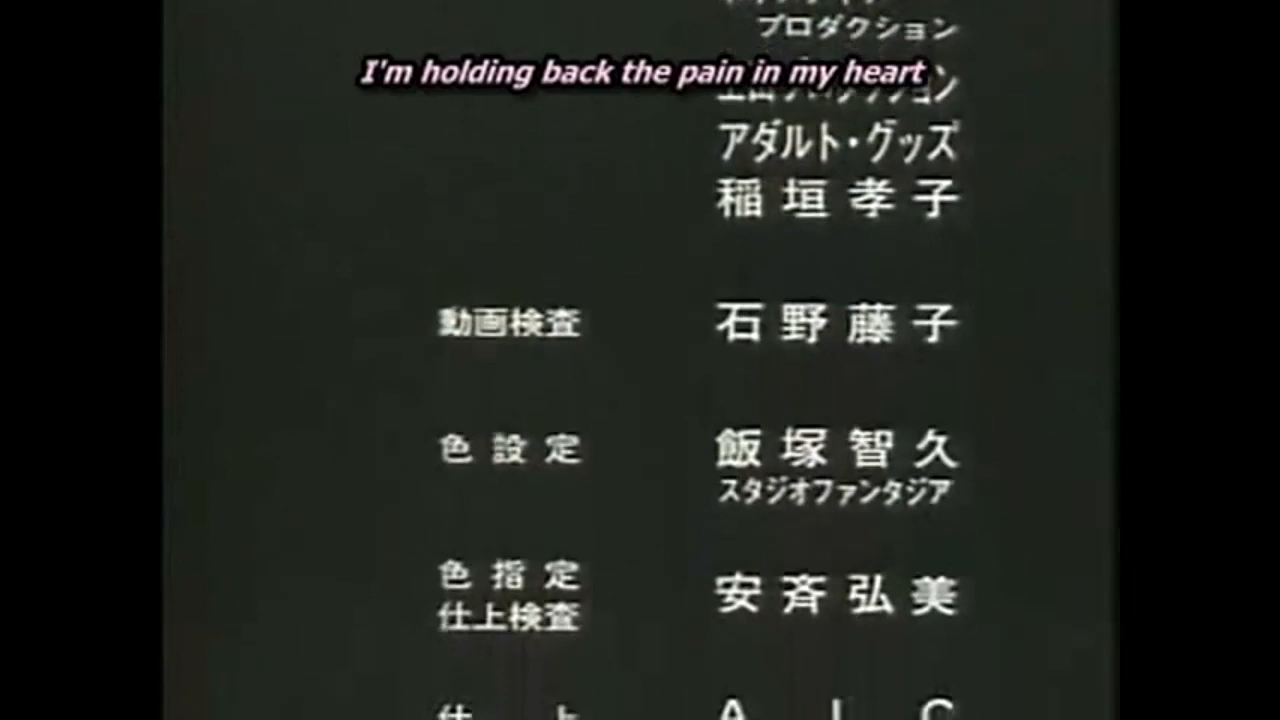 プロダクション
I'm holding back the pain in my heart
アダルト・グッズ
稲垣孝子
動画検査 石野藤子
色設定 飯塚智久
スタジオファンタジア
色指定
仕上検査 安斉弘美
仕上 AIC